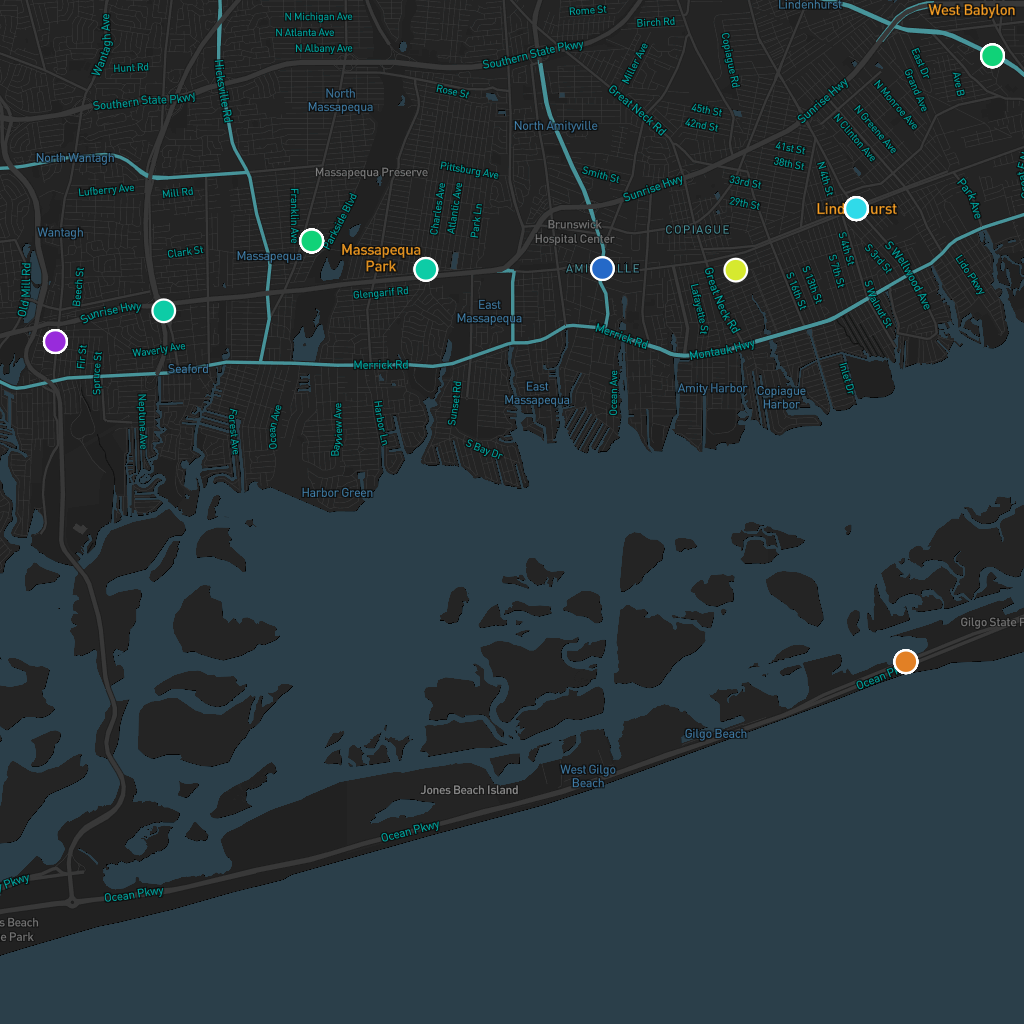 Lindenhurst
West Babylon
Rome St
N Michigan Ave
Birch Rd
N Atlanta Ave
Wantagh Ave
N Albany Ave
Southern State Pkwy
Copiague Rd
Miller Ave
East Dr
Hunt Rd
Hicksville Rd
Grand Ave
Ave B
Rose St
Sunrise Hwy
N Monroe Ave
Southern State Pkwy
North
Massapequa
Great Neck Rd
45th St
42nd St
N Greene Ave
N Clinton Ave
North Amityville
41st St
38th St
North Wantagh
Massapequa Preserve
Pittsburg Ave
Smith St
Sunrise Hwy
33rd St
29th St
N 4th St
Park Ave
Lufberry Ave
Mill Rd
Franklin Ave
Parkside Blvd
Charles Ave
Atlantic Ave
Park Ln
Lindenhurst
Brunswick
Hospital Center
COPIAGUE
Wantagh
Clark St
Massapequa
Massapequa
Park
AMITYVILLE
S 4th St
S 3rd St
S Wellwood Ave
S 7th St
S 13th St
S 16th St
Lido Pkwy
Old Mill Rd
Beech St
Glengarif Rd
Great Neck Rd
Lafayette St
S Walnut St
Sunrise Hwy
East
Massapequa
Merrick Rd
Montauk Hwy
Fir St
Spruce St
Waverly Ave
Seaford
Merrick Rd
Ocean Ave
Amity Harbor
Copiague
Harbor
Inlet Dr
East
Massapequa
Sunset Rd
Neptune Ave
Forest Ave
Ocean Ave
Bayview Ave
Harbor Ln
S Bay Dr
Harbor Green
Gilgo State P
Ocean P
Gilgo Beach
West Gilgo
Beach
Jones Beach Island
Ocean Pkwy
Pkwy
Ocean Pkwy
s Beach
e Park